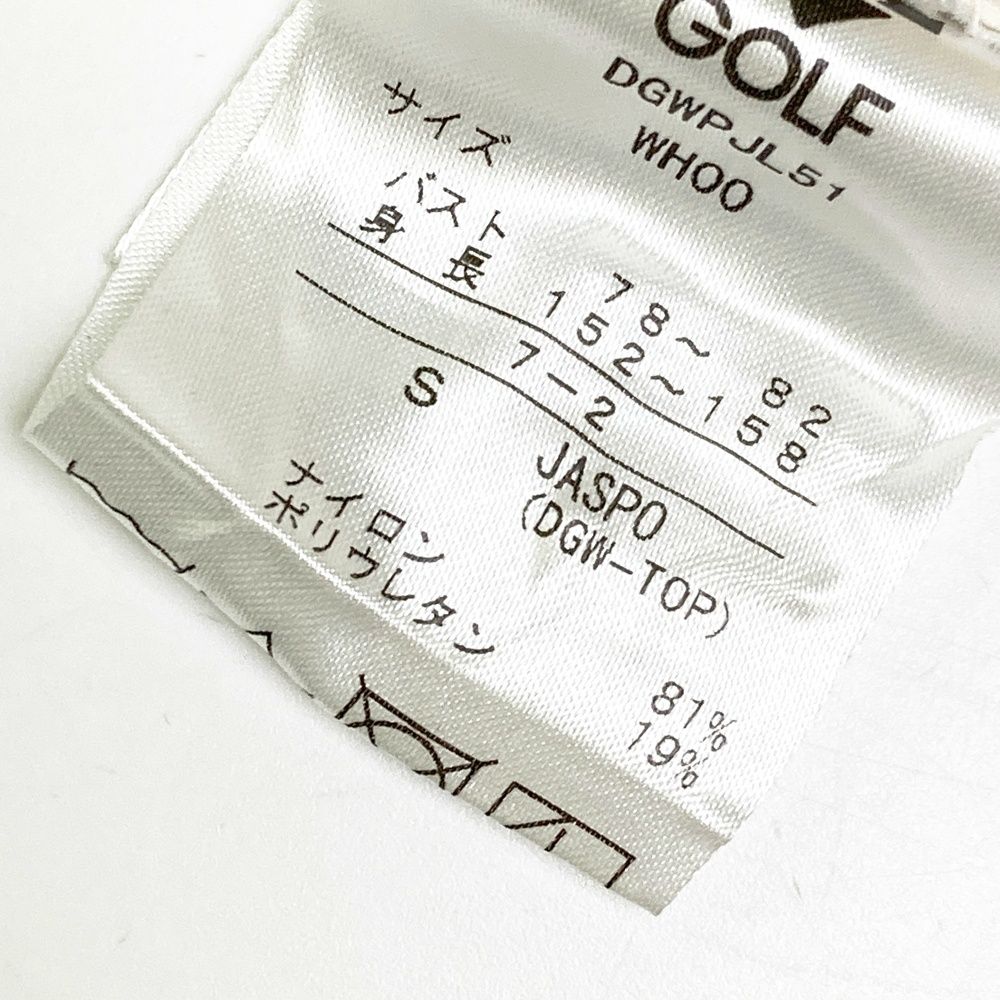 GOLF
DGWPJL51
WH00
サイズ
バスト 78~ 82
身長 152~158
7-2
S JASPO
(DGW-TOP)
ナイロン 81%
ポリウレタン 19%